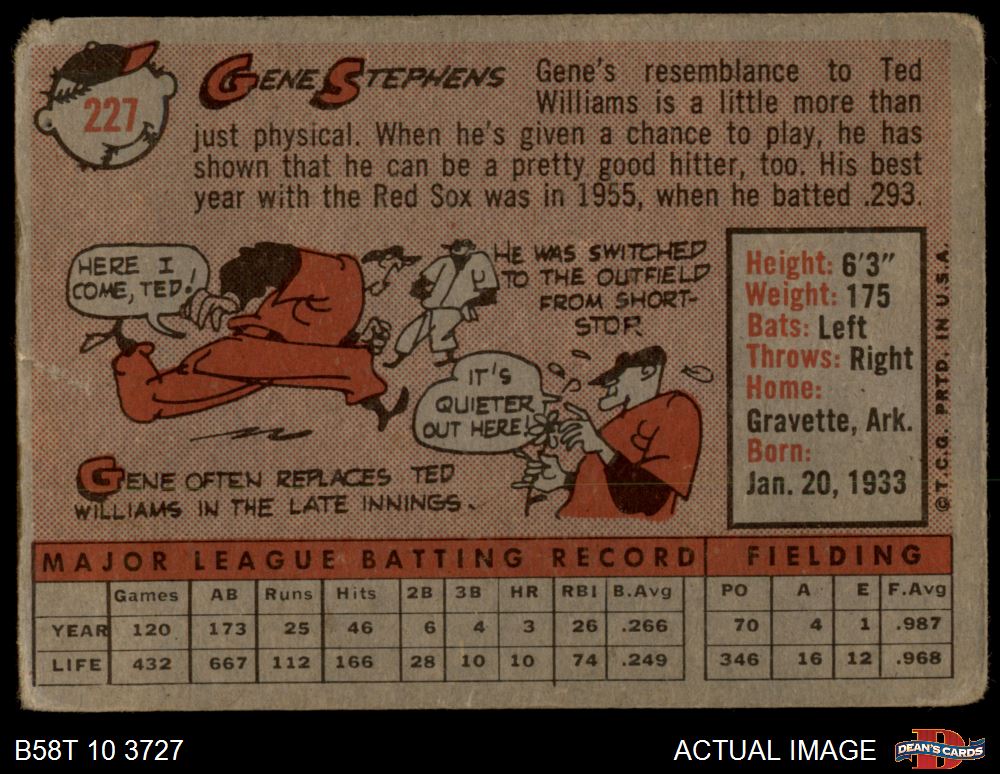 227
GENE STEPHENS
Gene's resemblance to Ted
Williams is a little more than
just physical. When he's given a chance to play, he has
shown that he can be a pretty good hitter, too. His best
year with the Red Sox was in 1955, when he batted .293.
HERE I
COME, TED!
HE WAS SWITCHED
TO THE OUTFIELD
FROM SHORT-
STOP
IT'S
QUIETER
OUT HERE!
GENE OFTEN REPLACES TED
WILLIAMS IN THE LATE INNINGS.
Height: 6'3"
Weight: 175
Bats: Left
Throws: Right
Home:
Gravette, Ark.
Born:
Jan. 20, 1933
©T.C.G. PRTD. IN U.S.A.
MAJOR LEAGUE BATTING RECORD FIELDING
Games AB Runs Hits 2B 3B HR RBI B.Avg PO A E F.Avg
YEAR 120 173 25 46 6 4 3 26 .266 70 4 1 .987
LIFE 432 667 112 166 28 10 10 74 .249 346 16 12 .968
B58T 10 3727 ACTUAL IMAGE DEAN'S CARDS